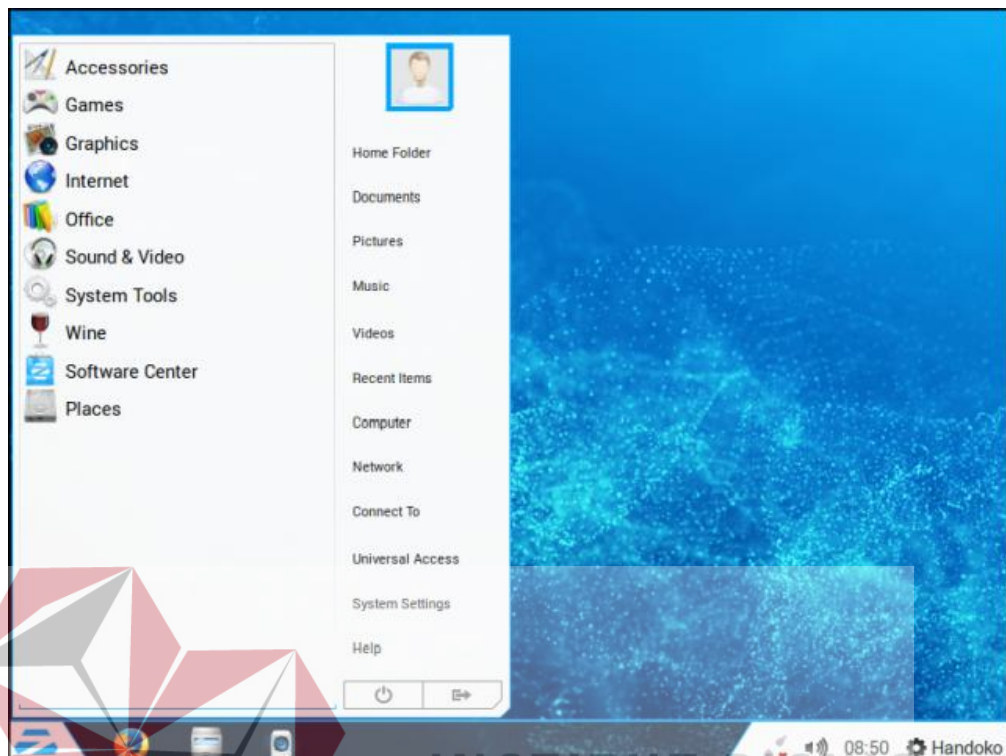 Accessories
Games
Graphics
Internet
Office
Sound & Video
System Tools
Wine
Software Center
Places
Home Folder
Documents
Pictures
Music
Videos
Recent Items
Computer
Network
Connect To
Universal Access
System Settings
Help
08:50 Handoko